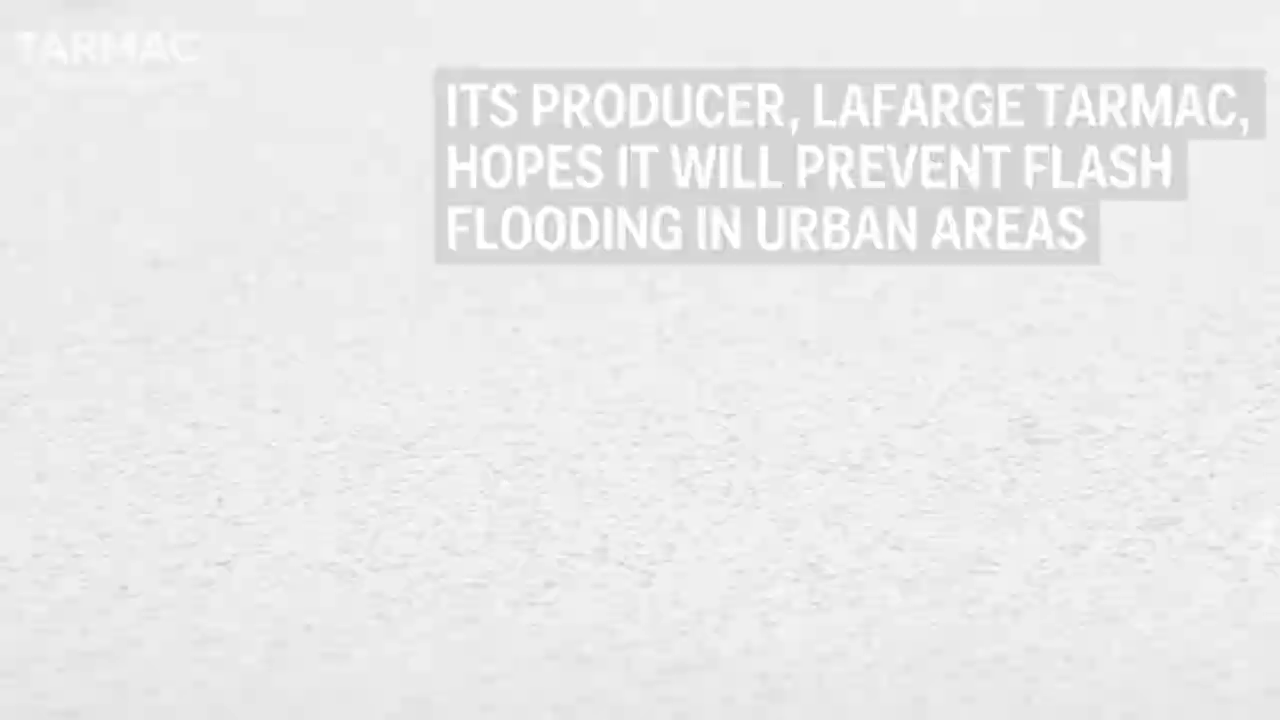 TARMAC
ITS PRODUCER, LAFARGE TARMAC,
HOPES IT WILL PREVENT FLASH
FLOODING IN URBAN AREAS